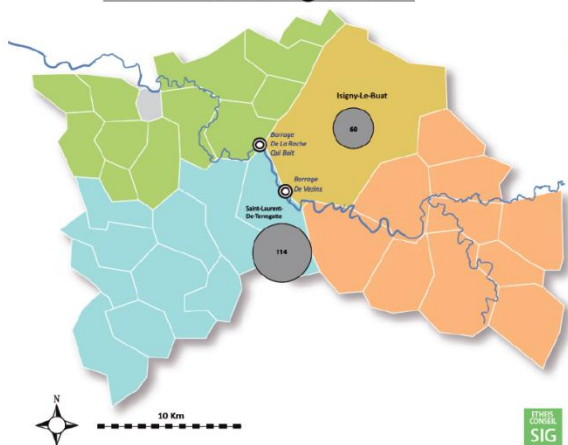 Isigny-Le-Buat
60
Barrage
De La Roche
Qui Boit
Barrage
De Vezins
Saint-Laurent-
De-Terregatte
114
N
10 Km
ETHEIS
CONSEIL
SIG